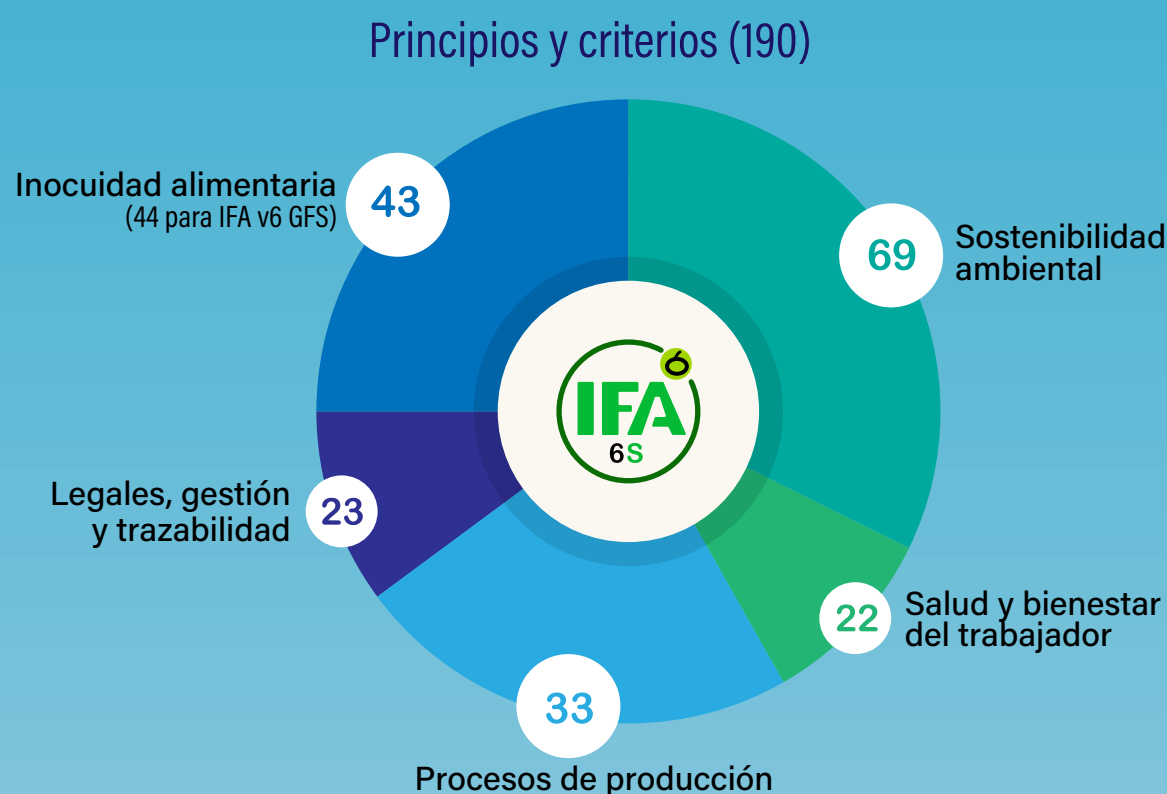 Principios y criterios (190)
Inocuidad alimentaria
(44 para IFA v6 GFS)
43
69
Sostenibilidad
ambiental
IFA
6S
Legales, gestión
y trazabilidad
23
22
Salud y bienestar
del trabajador
33
Procesos de producción